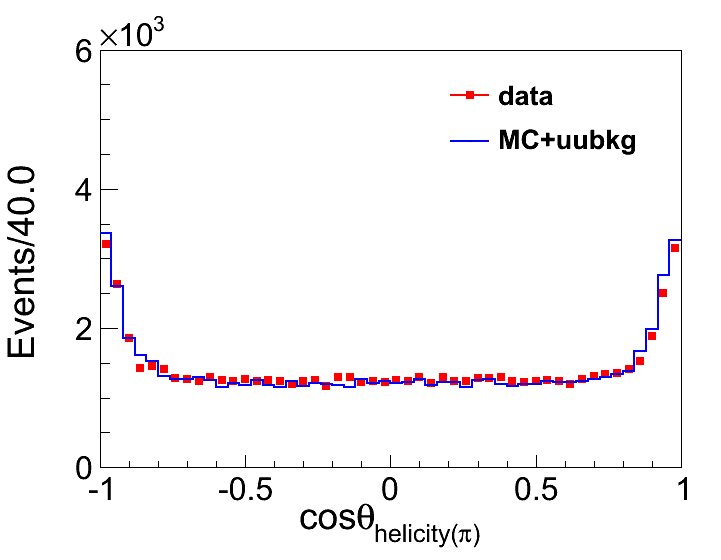 ×10³
6
4
2
0
Events/40.0
data
MC+uubkg
-1 -0.5 0 0.5 1
cosθhelicity(π)